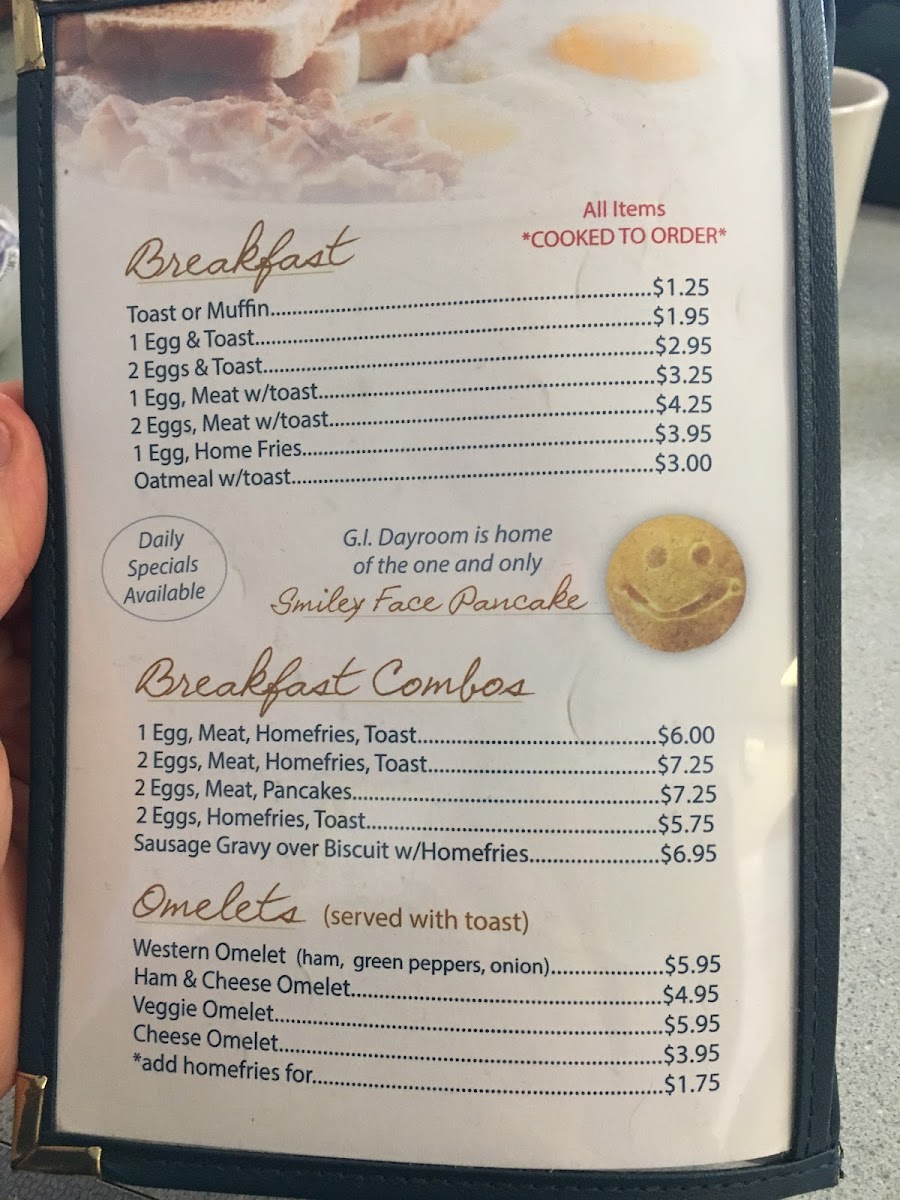 All Items
*COOKED TO ORDER*
Breakfast
Toast or Muffin..........$1.25
1 Egg & Toast..........$1.95
2 Eggs & Toast..........$2.95
1 Egg, Meat w/toast..........$3.25
2 Eggs, Meat w/toast..........$4.25
1 Egg, Home Fries..........$3.95
Oatmeal w/toast..........$3.00
Daily
Specials
Available
G.I. Dayroom is home
of the one and only
Smiley Face Pancake
Breakfast Combos
1 Egg, Meat, Homefries, Toast..........$6.00
2 Eggs, Meat, Homefries, Toast..........$7.25
2 Eggs, Meat, Pancakes..........$7.25
2 Eggs, Homefries, Toast..........$5.75
Sausage Gravy over Biscuit w/Homefries..........$6.95
Omelets (served with toast)
Western Omelet (ham, green peppers, onion)..........$5.95
Ham & Cheese Omelet..........$4.95
Veggie Omelet..........$5.95
Cheese Omelet..........$3.95
*add homefries for..........$1.75